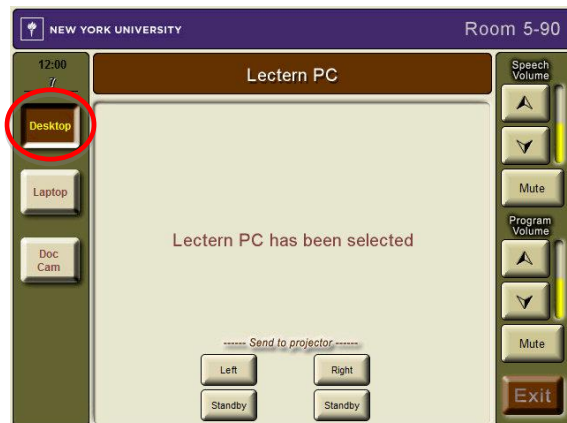 NEW YORK UNIVERSITY
Room 5-90
12:00
7
Desktop
Laptop
Doc
Cam
Lectern PC
Lectern PC has been selected
------ Send to projector ------
Left
Right
Standby
Standby
Speech
Volume
Mute
Program
Volume
Mute
Exit